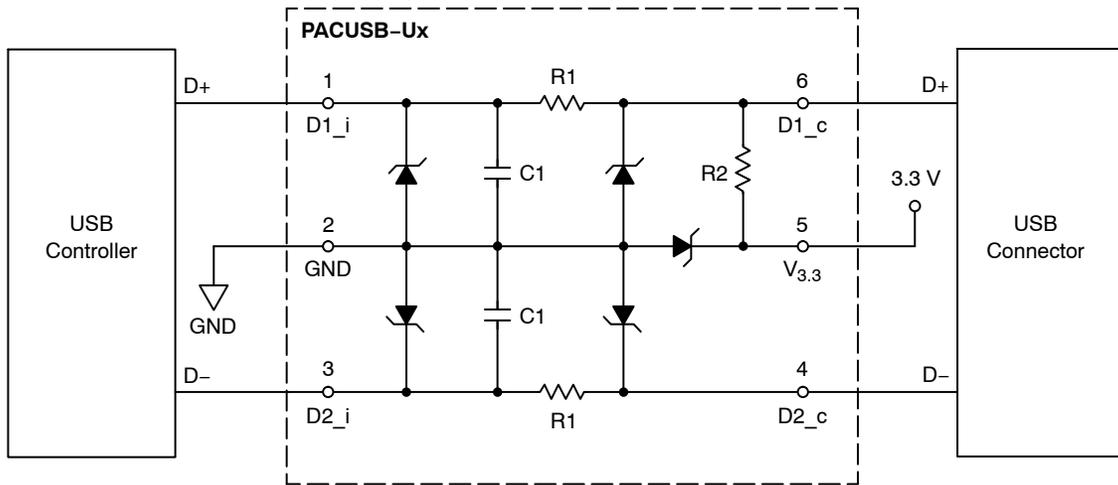 PACUSB–Ux
D+
1
R1
6
D+
D1_i
D1_c
C1
R2
3.3 V
USB
Controller
2
5
USB
Connector
GND
V3.3
GND
C1
D–
3
4
D–
D2_i
R1
D2_c